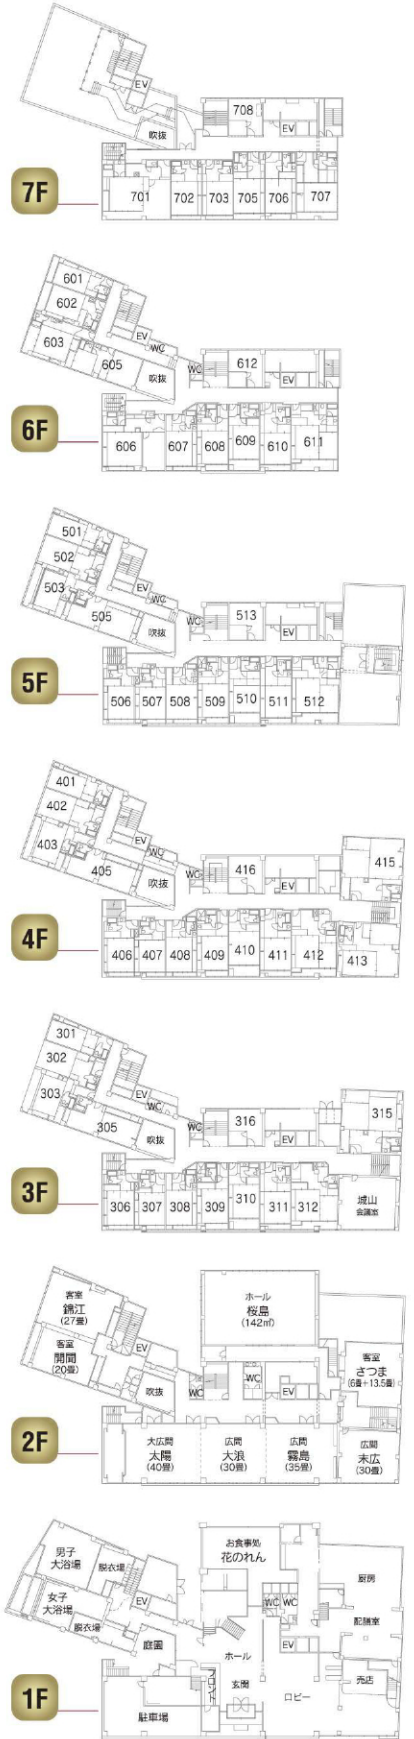 EV
708
吹抜
EV
701 702 703 705 706 707
7F
601
602
603
EV
WC
605
612
WC
吹抜
EV
606 607 608 609 610 611
6F
501
502
503
EV
WC
505
513
WC
吹抜
EV
506 507 508 509 510 511 512
5F
401
402
403
EV
WC
405
416
415
WC
吹抜
EV
406 407 408 409 410 411 412 413
4F
301
302
303
EV
WC
305
316
315
WC
吹抜
EV
306 307 308 309 310 311 312
城山
会議室
3F
客室
錦江
(27畳)
客室
開聞
(20畳)
EV
吹抜
ホール
桜島
(142㎡)
WC
WC
EV
客室
さつま
(6畳+13.5畳)
大広間
太陽
(40畳)
広間
大浪
(30畳)
広間
霧島
(35畳)
広間
末広
(30畳)
2F
男子
大浴場
脱衣場
女子
大浴場
脱衣場
EV
庭園
お食事処
花のれん
WC
WC
厨房
配膳室
ホール
EV
フロント
玄関
ロビー
売店
駐車場
1F